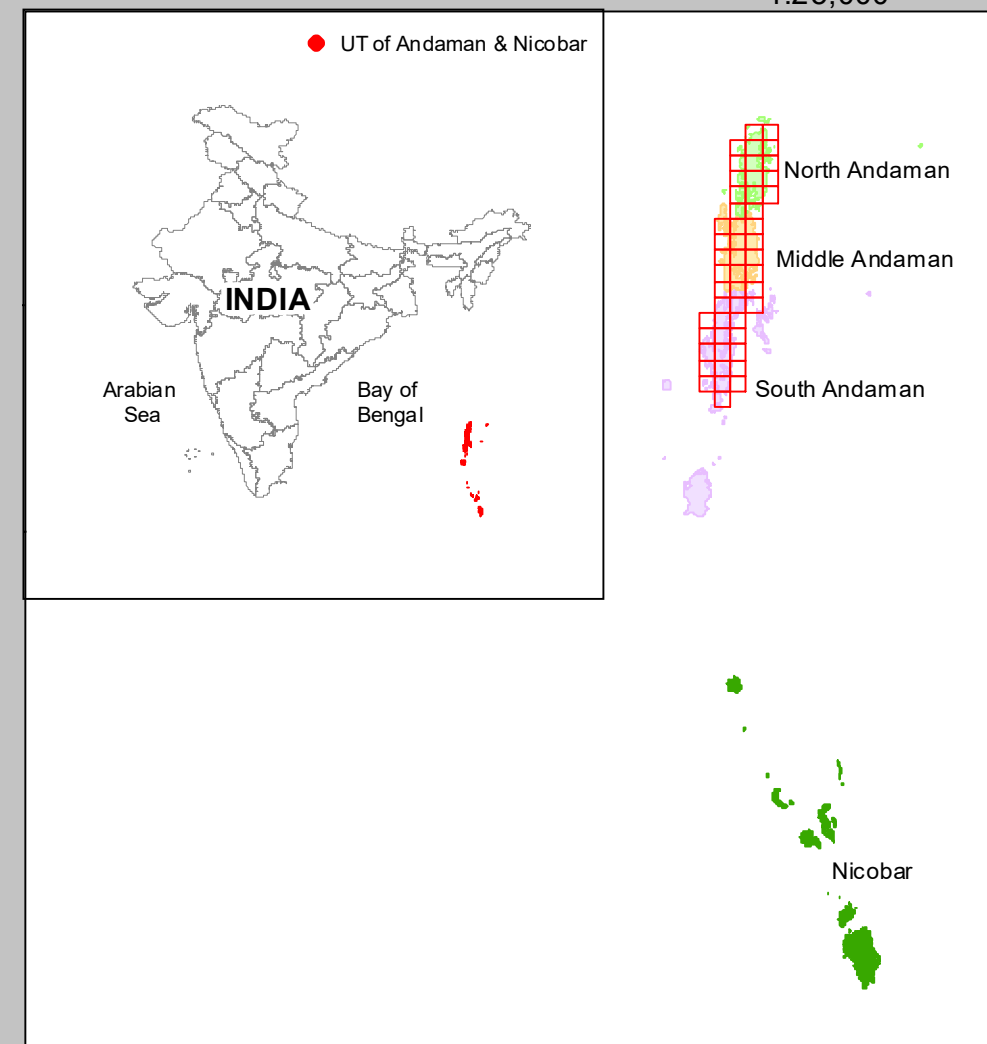 UT of Andaman & Nicobar
North Andaman
Middle Andaman
INDIA
Arabian
Sea
Bay of
Bengal
South Andaman
Nicobar